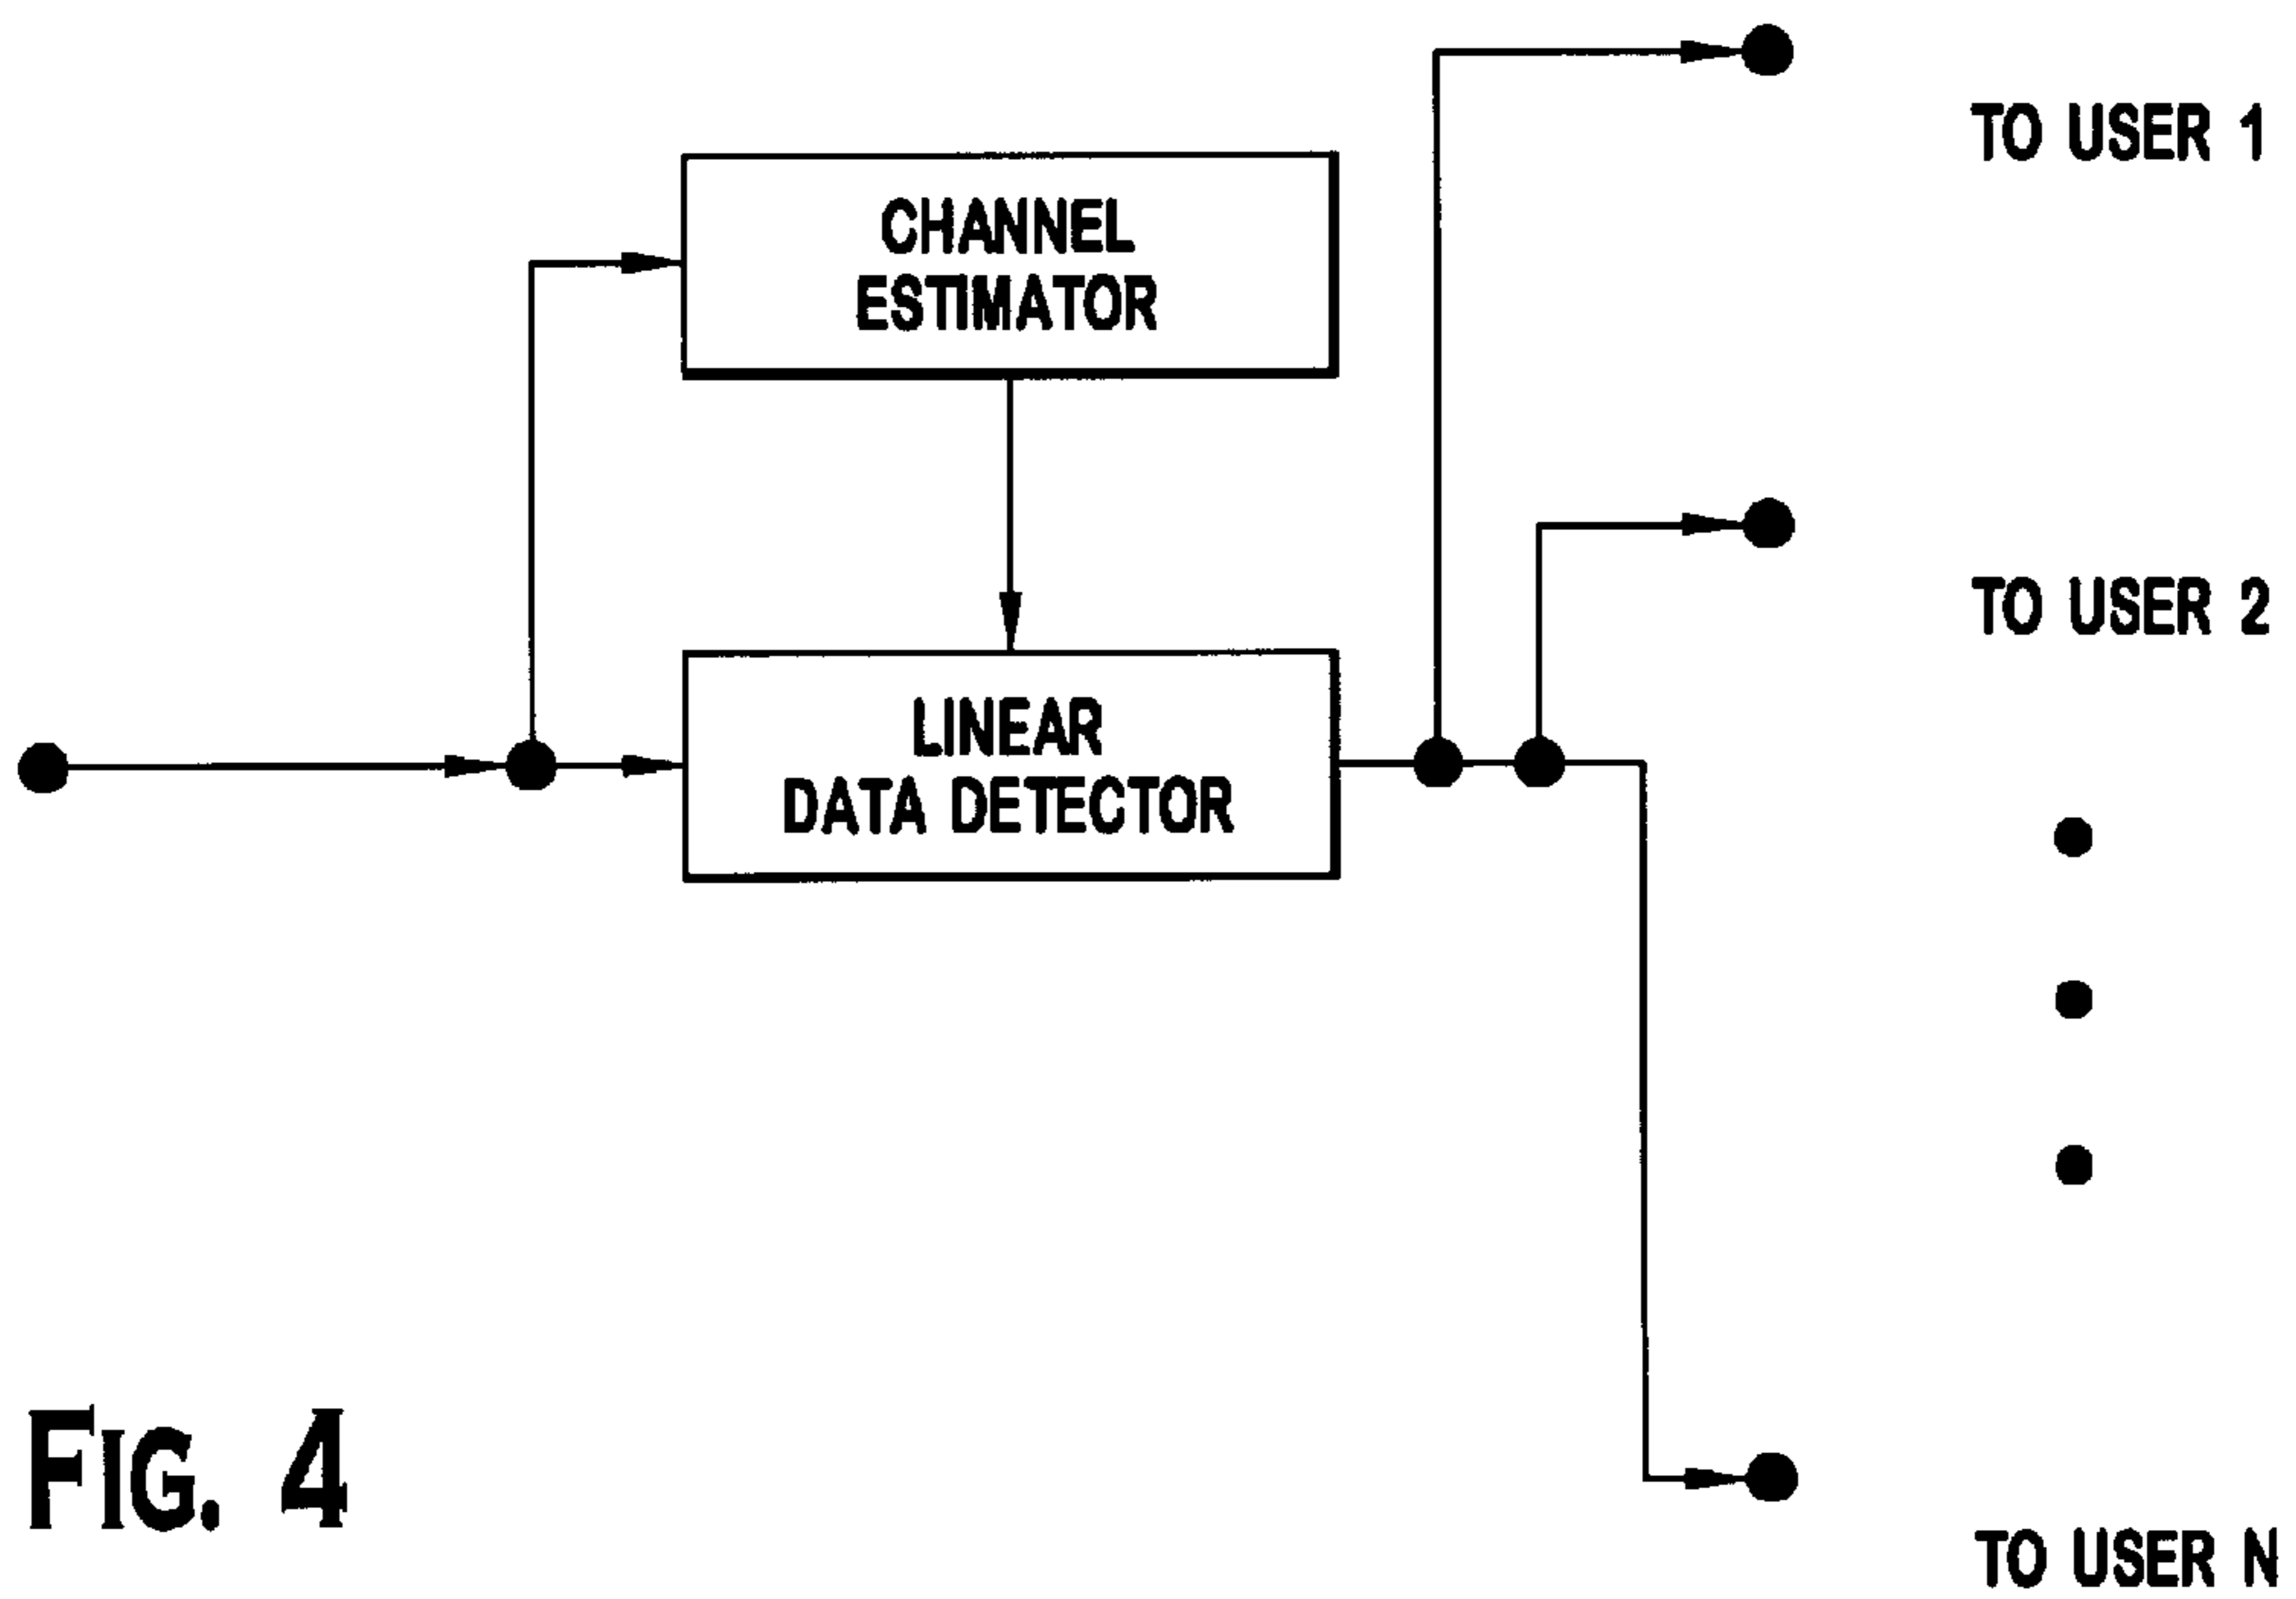 TO USER 1
CHANNEL
ESTIMATOR
TO USER 2
LINEAR
DATA DETECTOR
FIG. 4
TO USER N